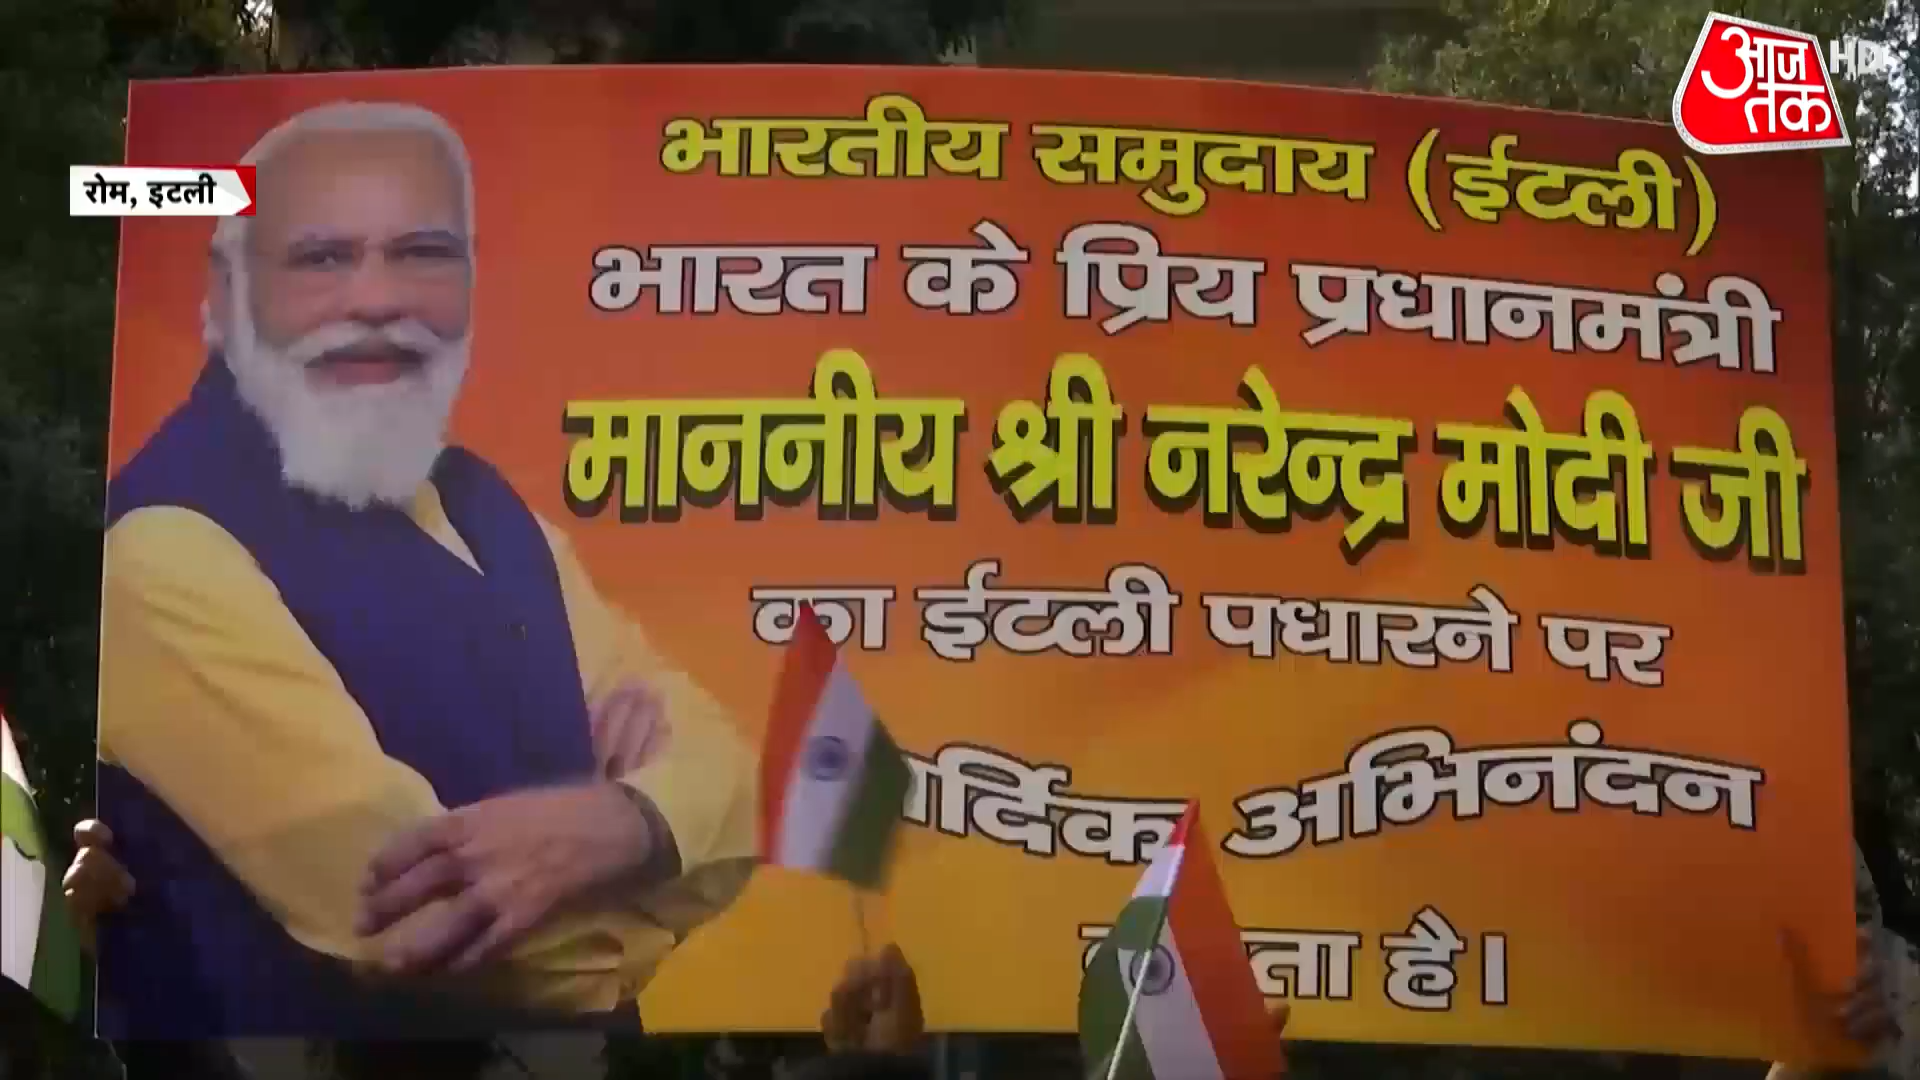 आज तक HD
रोम, इटली
भारतीय समुदाय (ईटली)
भारत के प्रिय प्रधानमंत्री
माननीय श्री नरेन्द्र मोदी जी
का ईटली पधारने पर
अभिनंदन
है।